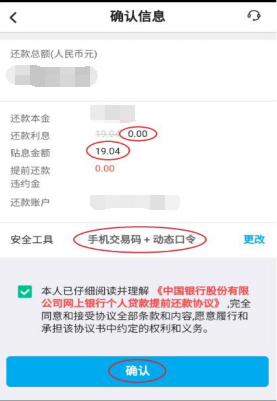 确认信息
还款总额(人民币元)
还款本金
还款利息 19.04 0.00
贴息金额 19.04
提前还款违约金 0.00
还款账户
安全工具 手机交易码 + 动态口令 更改
本人已仔细阅读并理解 《中国银行股份有限
公司网上银行个人贷款提前还款协议》 ,完全
同意和接受协议全部条款和内容,愿意履行和
承担该协议书中约定的权利和义务。
确认